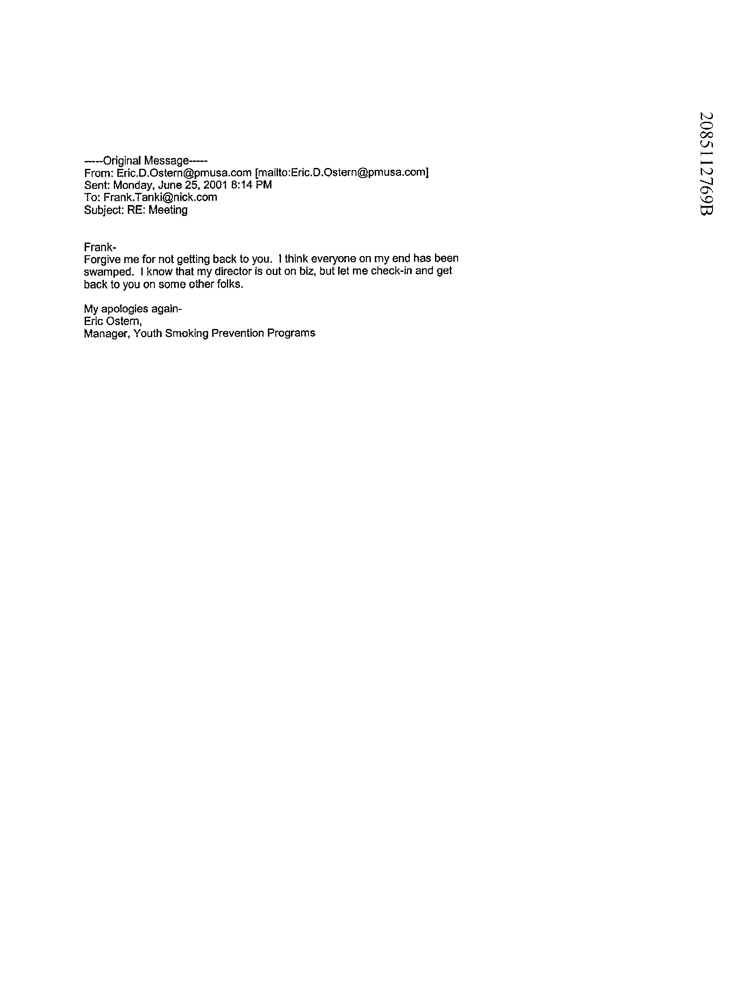 -----Original Message-----
From: Eric.D.Ostern@pmusa.com [mailto:Eric.D.Ostern@pmusa.com]
Sent: Monday, June 25, 2001 8:14 PM
To: Frank.Tanki@nick.com
Subject: RE: Meeting
Frank-
Forgive me for not getting back to you.  I think everyone on my end has been
swamped.  I know that my director is out on biz, but let me check-in and get
back to you on some other folks.
My apologies again-
Eric Ostern,
Manager, Youth Smoking Prevention Programs
2085112769B